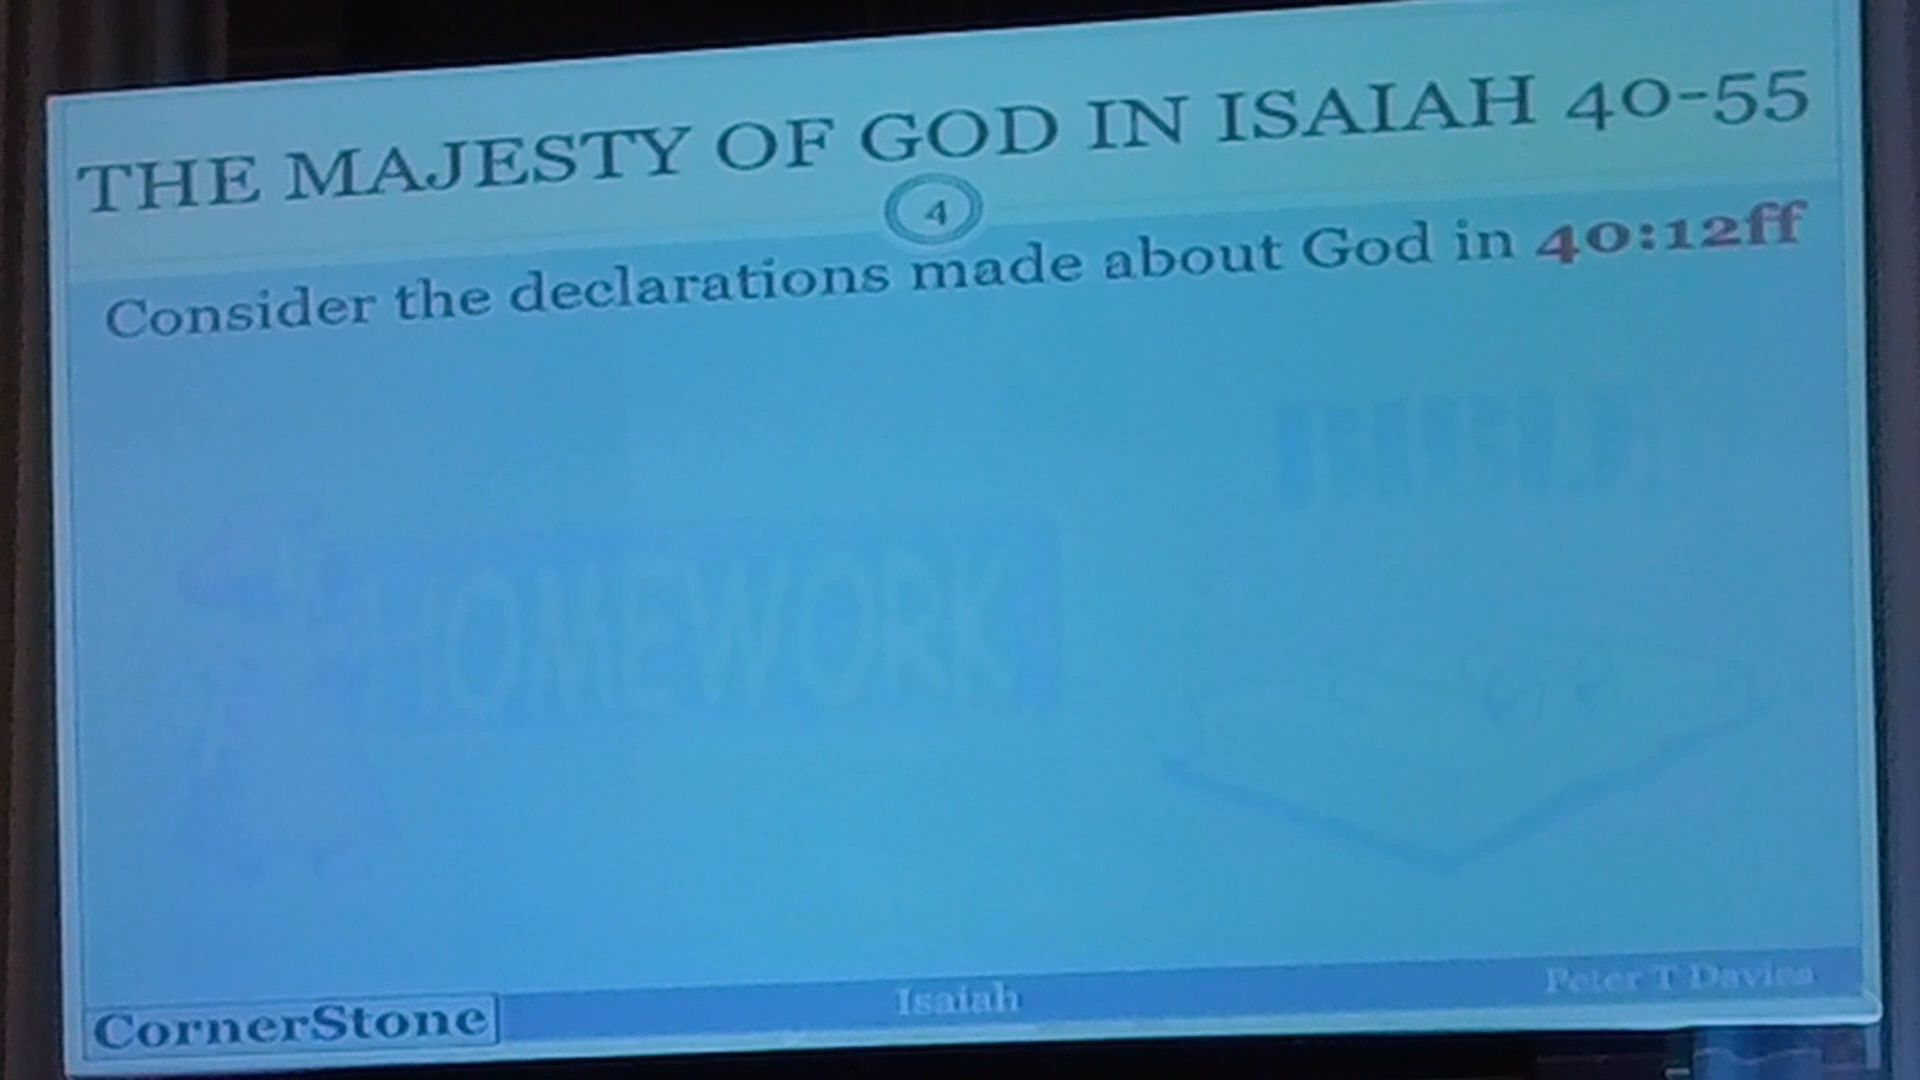 THE MAJESTY OF GOD IN ISAIAH 40-55
4
Consider the declarations made about God in 40:12ff
BIBLE
HOMEWORK
CornerStone
Isaiah
Peter T Davies